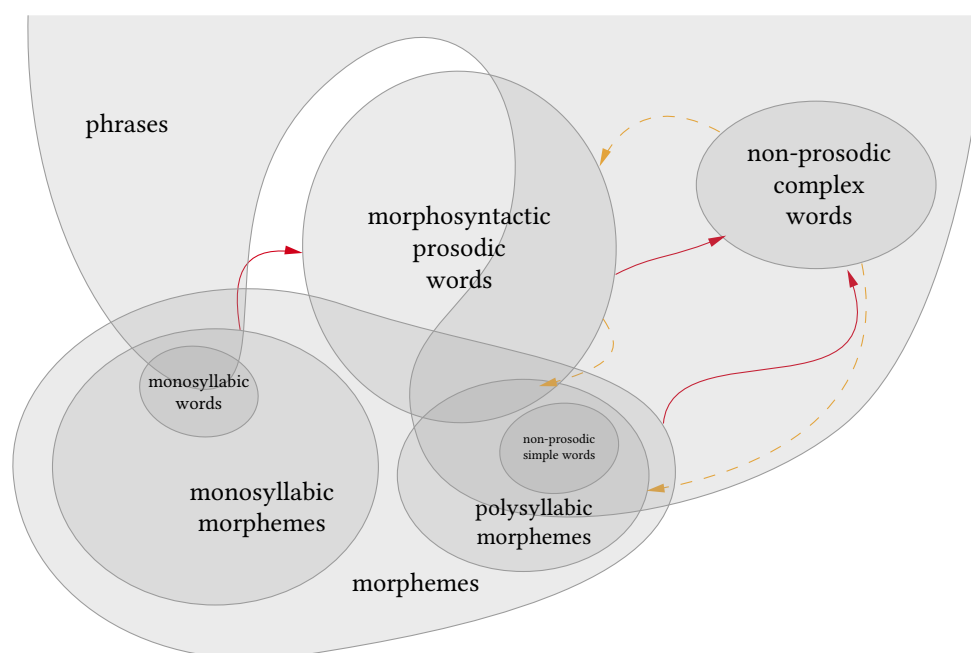 phrases
non-prosodic
complex
words
morphosyntactic
prosodic
words
monosyllabic
words
non-prosodic
simple words
monosyllabic
morphemes
polysyllabic
morphemes
morphemes